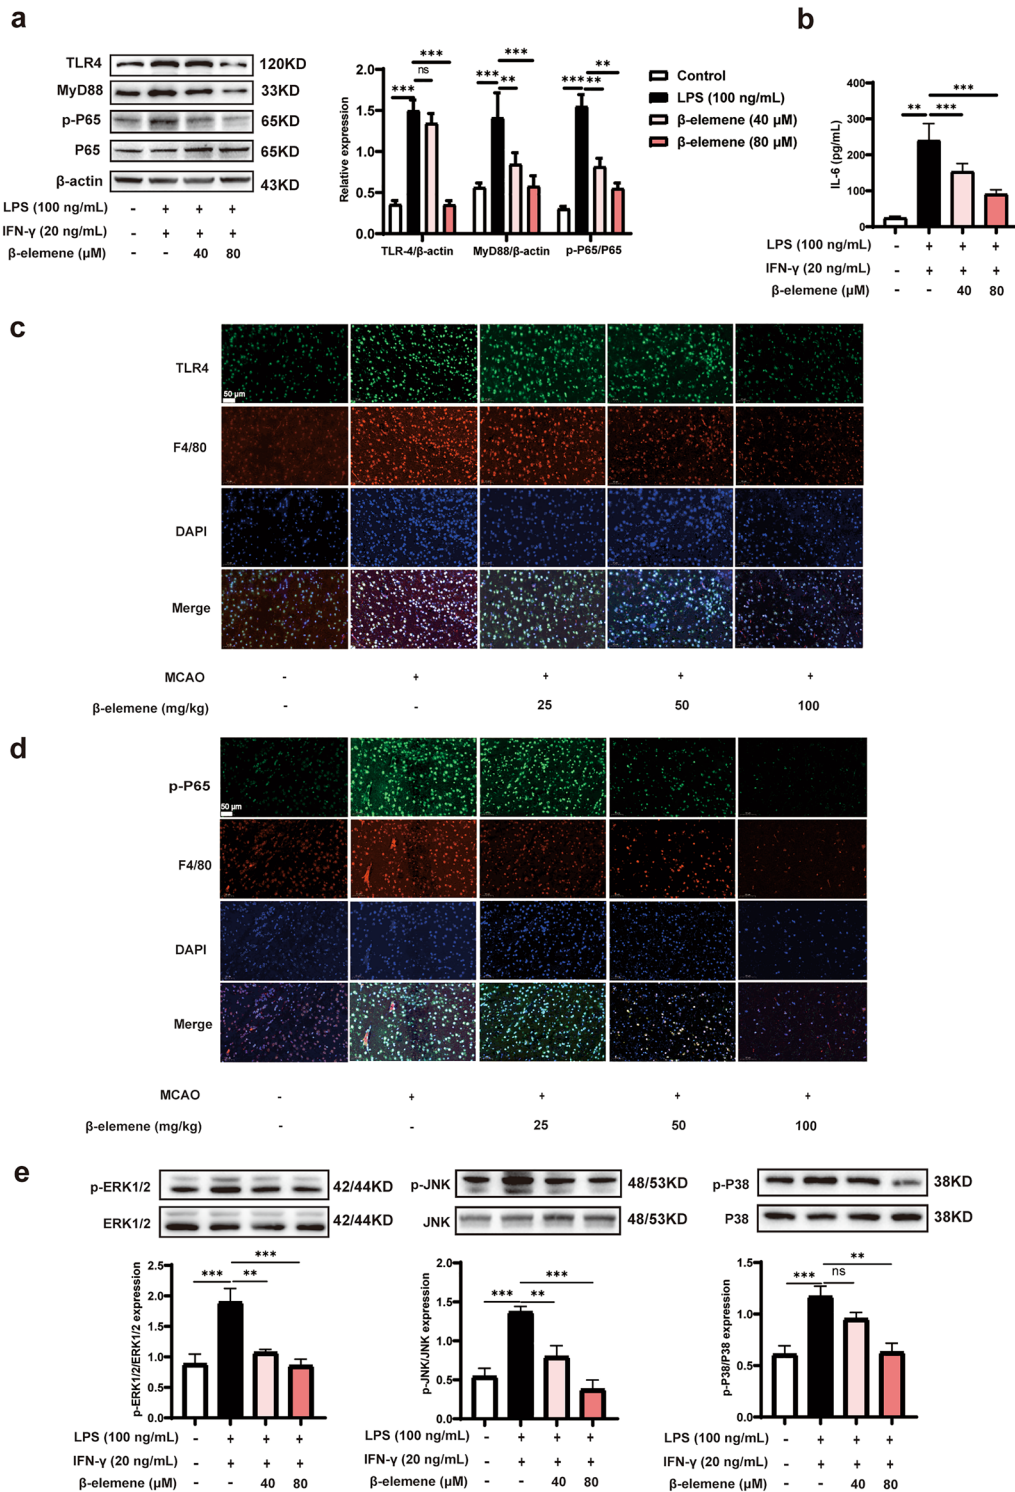 a
TLR4 120KD
MyD88 33KD
p-P65 65KD
P65 65KD
β-actin 43KD
LPS (100 ng/mL) - + + +
IFN-γ (20 ng/mL) - + + +
β-elemene (μM) - - 40 80
Relative expression
2.0
1.5
1.0
0.5
0.0
*** ns ***
*** ** ***
*** ** **
TLR-4/β-actin MyD88/β-actin p-P65/P65
Control
LPS (100 ng/mL)
β-elemene (40 μM)
β-elemene (80 μM)
b
IL-6 (pg/mL)
400
300
200
100
0
** *** ***
LPS (100 ng/mL) - + + +
IFN-γ (20 ng/mL) - + + +
β-elemene (μM) - - 40 80
c
TLR4
50 μm
F4/80
DAPI
Merge
MCAO - + + + +
β-elemene (mg/kg) - - 25 50 100
d
p-P65
50 μm
F4/80
DAPI
Merge
MCAO - + + + +
β-elemene (mg/kg) - - 25 50 100
e
p-ERK1/2 42/44KD
ERK1/2 42/44KD
p-ERK1/2/ERK1/2 expression
2.5
2.0
1.5
1.0
0.5
0.0
*** ** ***
LPS (100 ng/mL) - + + +
IFN-γ (20 ng/mL) - + + +
β-elemene (μM) - - 40 80
p-JNK 48/53KD
JNK 48/53KD
p-JNK/JNK expression
2.0
1.5
1.0
0.5
0.0
*** ** ***
LPS (100 ng/mL) - + + +
IFN-γ (20 ng/mL) - + + +
β-elemene (μM) - - 40 80
p-P38 38KD
P38 38KD
p-P38/P38 expression
1.5
1.0
0.5
0.0
*** ns **
LPS (100 ng/mL) - + + +
IFN-γ (20 ng/mL) - + + +
β-elemene (μM) - - 40 80